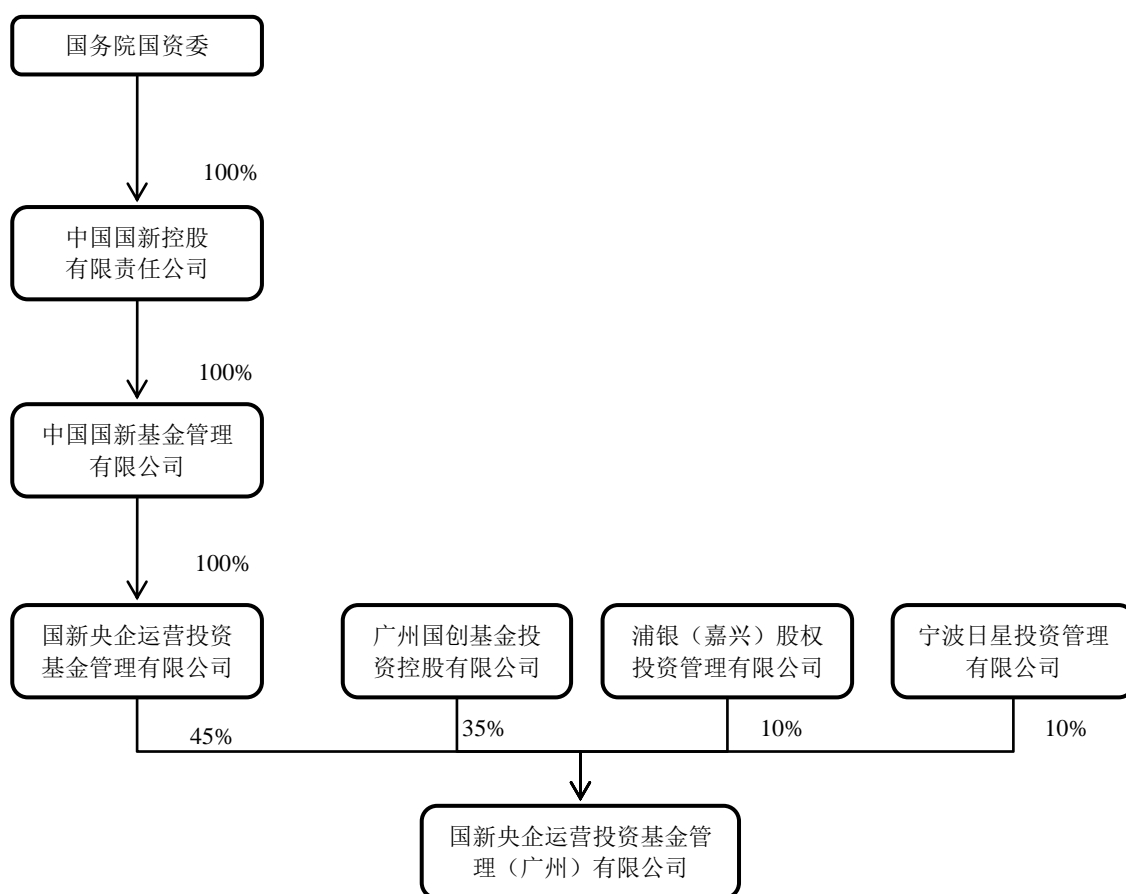 国务院国资委
100%
中国国新控股
有限责任公司
100%
中国国新基金管理
有限公司
100%
国新央企运营投资
基金管理有限公司
广州国创基金投
资控股有限公司
浦银（嘉兴）股权
投资管理有限公司
宁波日星投资管理
有限公司
45%
35%
10%
10%
国新央企运营投资基金管
理（广州）有限公司